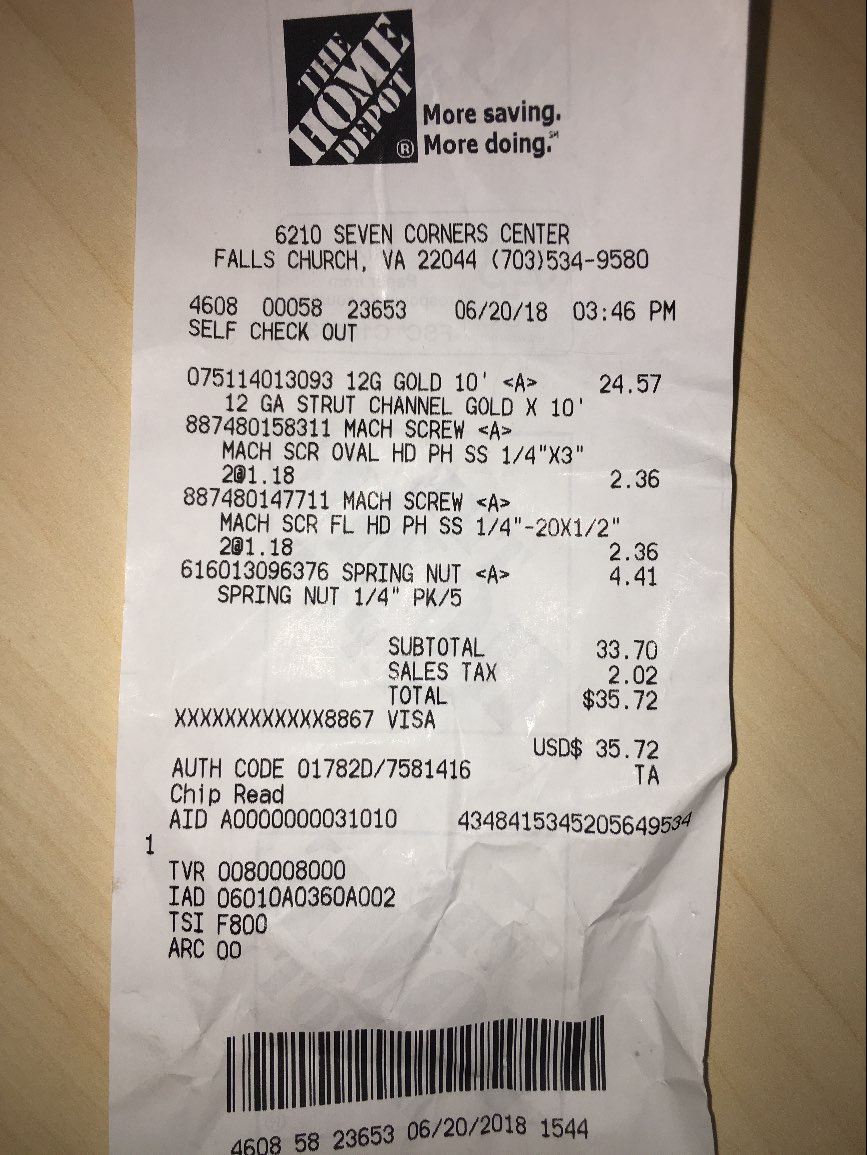 THE
HOME
DEPOT
®
More saving.
More doing.℠
6210 SEVEN CORNERS CENTER
FALLS CHURCH, VA 22044 (703)534-9580
4608 00058 23653 06/20/18 03:46 PM
SELF CHECK OUT
075114013093 12G GOLD 10' <A> 24.57
12 GA STRUT CHANNEL GOLD X 10'
887480158311 MACH SCREW <A>
MACH SCR OVAL HD PH SS 1/4"X3"
2@1.18 2.36
887480147711 MACH SCREW <A>
MACH SCR FL HD PH SS 1/4"-20X1/2"
2@1.18 2.36
616013096376 SPRING NUT <A> 4.41
SPRING NUT 1/4" PK/5
SUBTOTAL 33.70
SALES TAX 2.02
TOTAL $35.72
XXXXXXXXXXXX8867 VISA
USD$ 35.72
AUTH CODE 01782D/7581416 TA
Chip Read
AID A0000000031010 4348415345205649534
1
TVR 0080008000
IAD 06010A0360A002
TSI F800
ARC 00
4608 58 23653 06/20/2018 1544